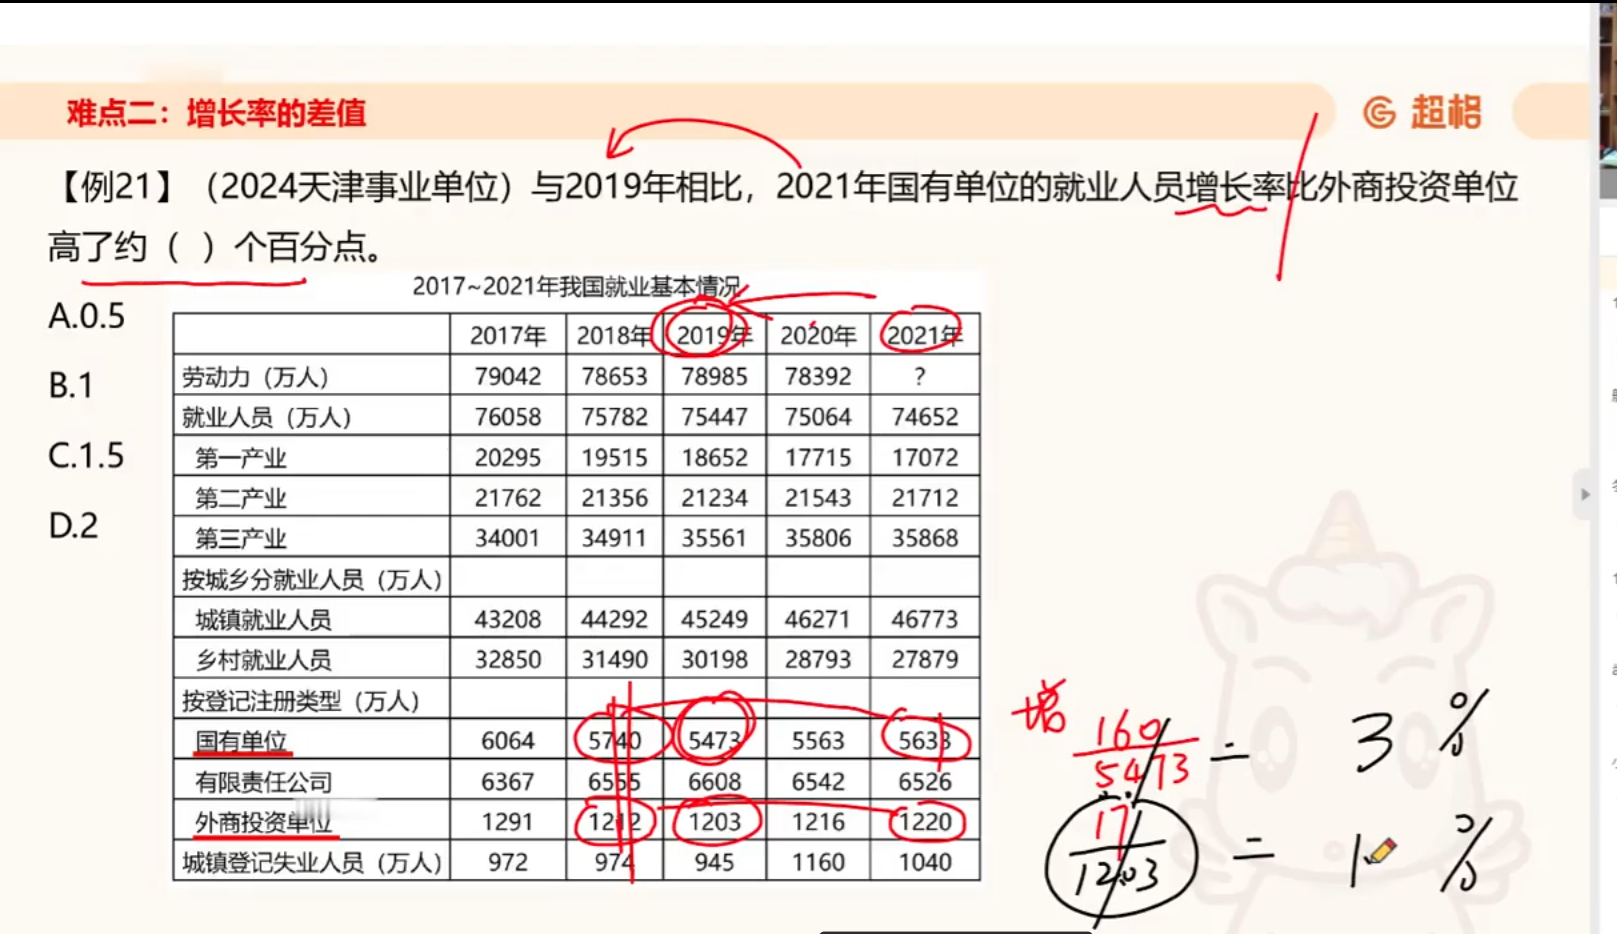 难点二：增长率的差值
超格
【例21】（2024天津事业单位）与2019年相比，2021年国有单位的就业人员增长率比外商投资单位
高了约（ ）个百分点。
A.0.5
B.1
C.1.5
D.2
2017~2021年我国就业基本情况
2017年 2018年 2019年 2020年 2021年
劳动力（万人） 79042 78653 78985 78392 ?
就业人员（万人） 76058 75782 75447 75064 74652
第一产业 20295 19515 18652 17715 17072
第二产业 21762 21356 21234 21543 21712
第三产业 34001 34911 35561 35806 35868
按城乡分就业人员（万人）
城镇就业人员 43208 44292 45249 46271 46773
乡村就业人员 32850 31490 30198 28793 27879
按登记注册类型（万人）
国有单位 6064 5740 5473 5563 5633
有限责任公司 6367 6555 6608 6542 6526
外商投资单位 1291 1212 1203 1216 1220
城镇登记失业人员（万人） 972 974 945 1160 1040
增
160
5473
= 3 %
17
1203
= 1 %